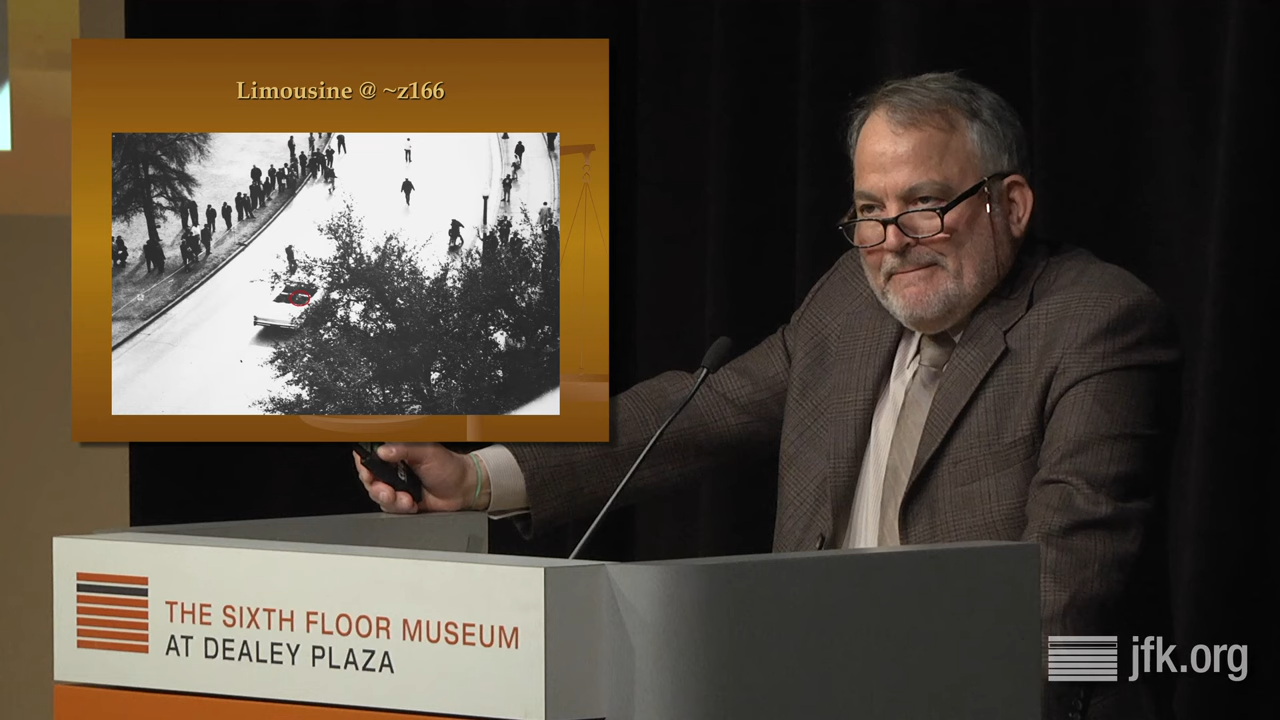 Limousine @ ~z166
THE SIXTH FLOOR MUSEUM
AT DEALEY PLAZA
jfk.org